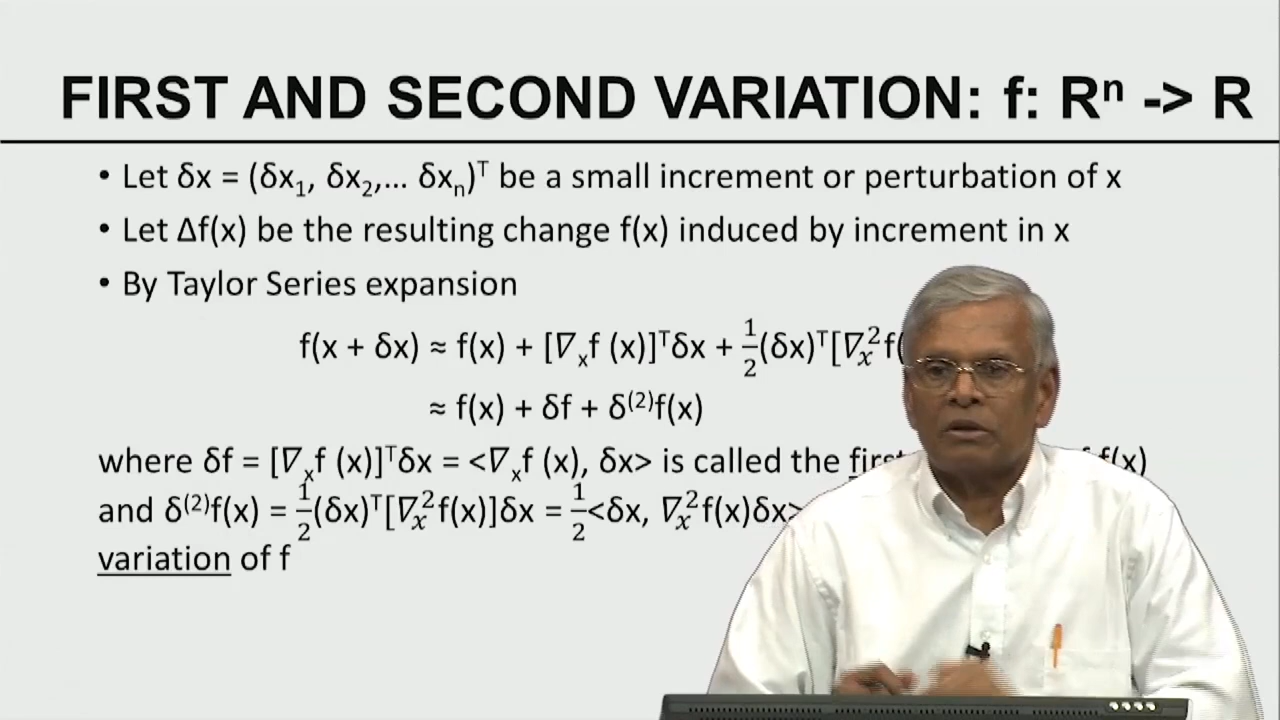 FIRST AND SECOND VARIATION: f: Rⁿ -> R
• Let δx = (δx₁, δx₂,... δxₙ)ᵀ be a small increment or perturbation of x
• Let Δf(x) be the resulting change f(x) induced by increment in x
• By Taylor Series expansion
f(x + δx) ≈ f(x) + [∇ₓf (x)]ᵀδx + ½(δx)ᵀ[∇ₓ²f(
≈ f(x) + δf + δ⁽²⁾f(x)
where δf = [∇ₓf (x)]ᵀδx = <∇ₓf (x), δx> is called the f(x)
and δ⁽²⁾f(x) = ½(δx)ᵀ[∇ₓ²f(x)]δx = ½<δx, ∇ₓ²f(x)δx>
variation of f